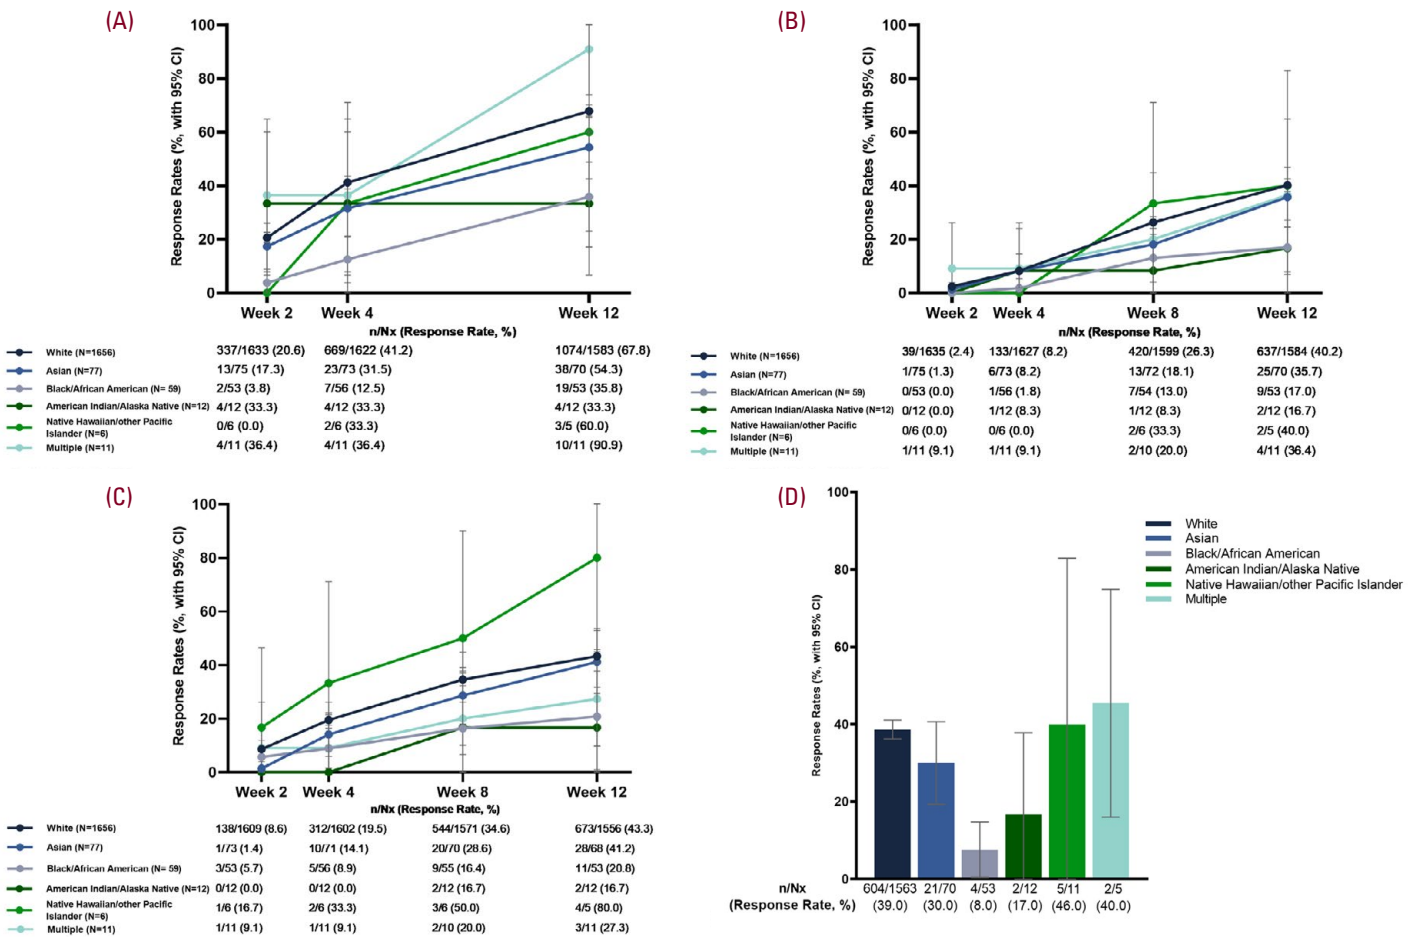 (A)
100
80
60
40
20
0
Response Rates (%, with 95% CI)
Week 2 Week 4 Week 12
n/Nx (Response Rate, %)
White (N=1656) 337/1633 (20.6) 669/1622 (41.2) 1074/1583 (67.8)
Asian (N=77) 13/75 (17.3) 23/73 (31.5) 38/70 (54.3)
Black/African American (N= 59) 2/53 (3.8) 7/56 (12.5) 19/53 (35.8)
American Indian/Alaska Native (N=12) 4/12 (33.3) 4/12 (33.3) 4/12 (33.3)
Native Hawaiian/other Pacific
Islander (N=6) 0/6 (0.0) 2/6 (33.3) 3/5 (60.0)
Multiple (N=11) 4/11 (36.4) 4/11 (36.4) 10/11 (90.9)
(B)
100
80
60
40
20
0
Response Rates (%, with 95% CI)
Week 2 Week 4 Week 8 Week 12
n/Nx (Response Rate, %)
White (N=1656) 39/1635 (2.4) 133/1627 (8.2) 420/1599 (26.3) 637/1584 (40.2)
Asian (N=77) 1/75 (1.3) 6/73 (8.2) 13/72 (18.1) 25/70 (35.7)
Black/African American (N= 59) 0/53 (0.0) 1/56 (1.8) 7/54 (13.0) 9/53 (17.0)
American Indian/Alaska Native (N=12) 0/12 (0.0) 1/12 (8.3) 1/12 (8.3) 2/12 (16.7)
Native Hawaiian/other Pacific
Islander (N=6) 0/6 (0.0) 0/6 (0.0) 2/6 (33.3) 2/5 (40.0)
Multiple (N=11) 1/11 (9.1) 1/11 (9.1) 2/10 (20.0) 4/11 (36.4)
(C)
100
80
60
40
20
0
Response Rates (%, with 95% CI)
Week 2 Week 4 Week 8 Week 12
n/Nx (Response Rate, %)
White (N=1656) 138/1609 (8.6) 312/1602 (19.5) 544/1571 (34.6) 673/1556 (43.3)
Asian (N=77) 1/73 (1.4) 10/71 (14.1) 20/70 (28.6) 28/68 (41.2)
Black/African American (N= 59) 3/53 (5.7) 5/56 (8.9) 9/55 (16.4) 11/53 (20.8)
American Indian/Alaska Native (N=12) 0/12 (0.0) 0/12 (0.0) 2/12 (16.7) 2/12 (16.7)
Native Hawaiian/other Pacific
Islander (N=6) 1/6 (16.7) 2/6 (33.3) 3/6 (50.0) 4/5 (80.0)
Multiple (N=11) 1/11 (9.1) 1/11 (9.1) 2/10 (20.0) 3/11 (27.3)
(D)
100
80
60
40
20
0
Response Rates (%, with 95% CI)
White
Asian
Black/African American
American Indian/Alaska Native
Native Hawaiian/other Pacific Islander
Multiple
n/Nx 604/1563 21/70 4/53 2/12 5/11 2/5
(Response Rate, %) (39.0) (30.0) (8.0) (17.0) (46.0) (40.0)